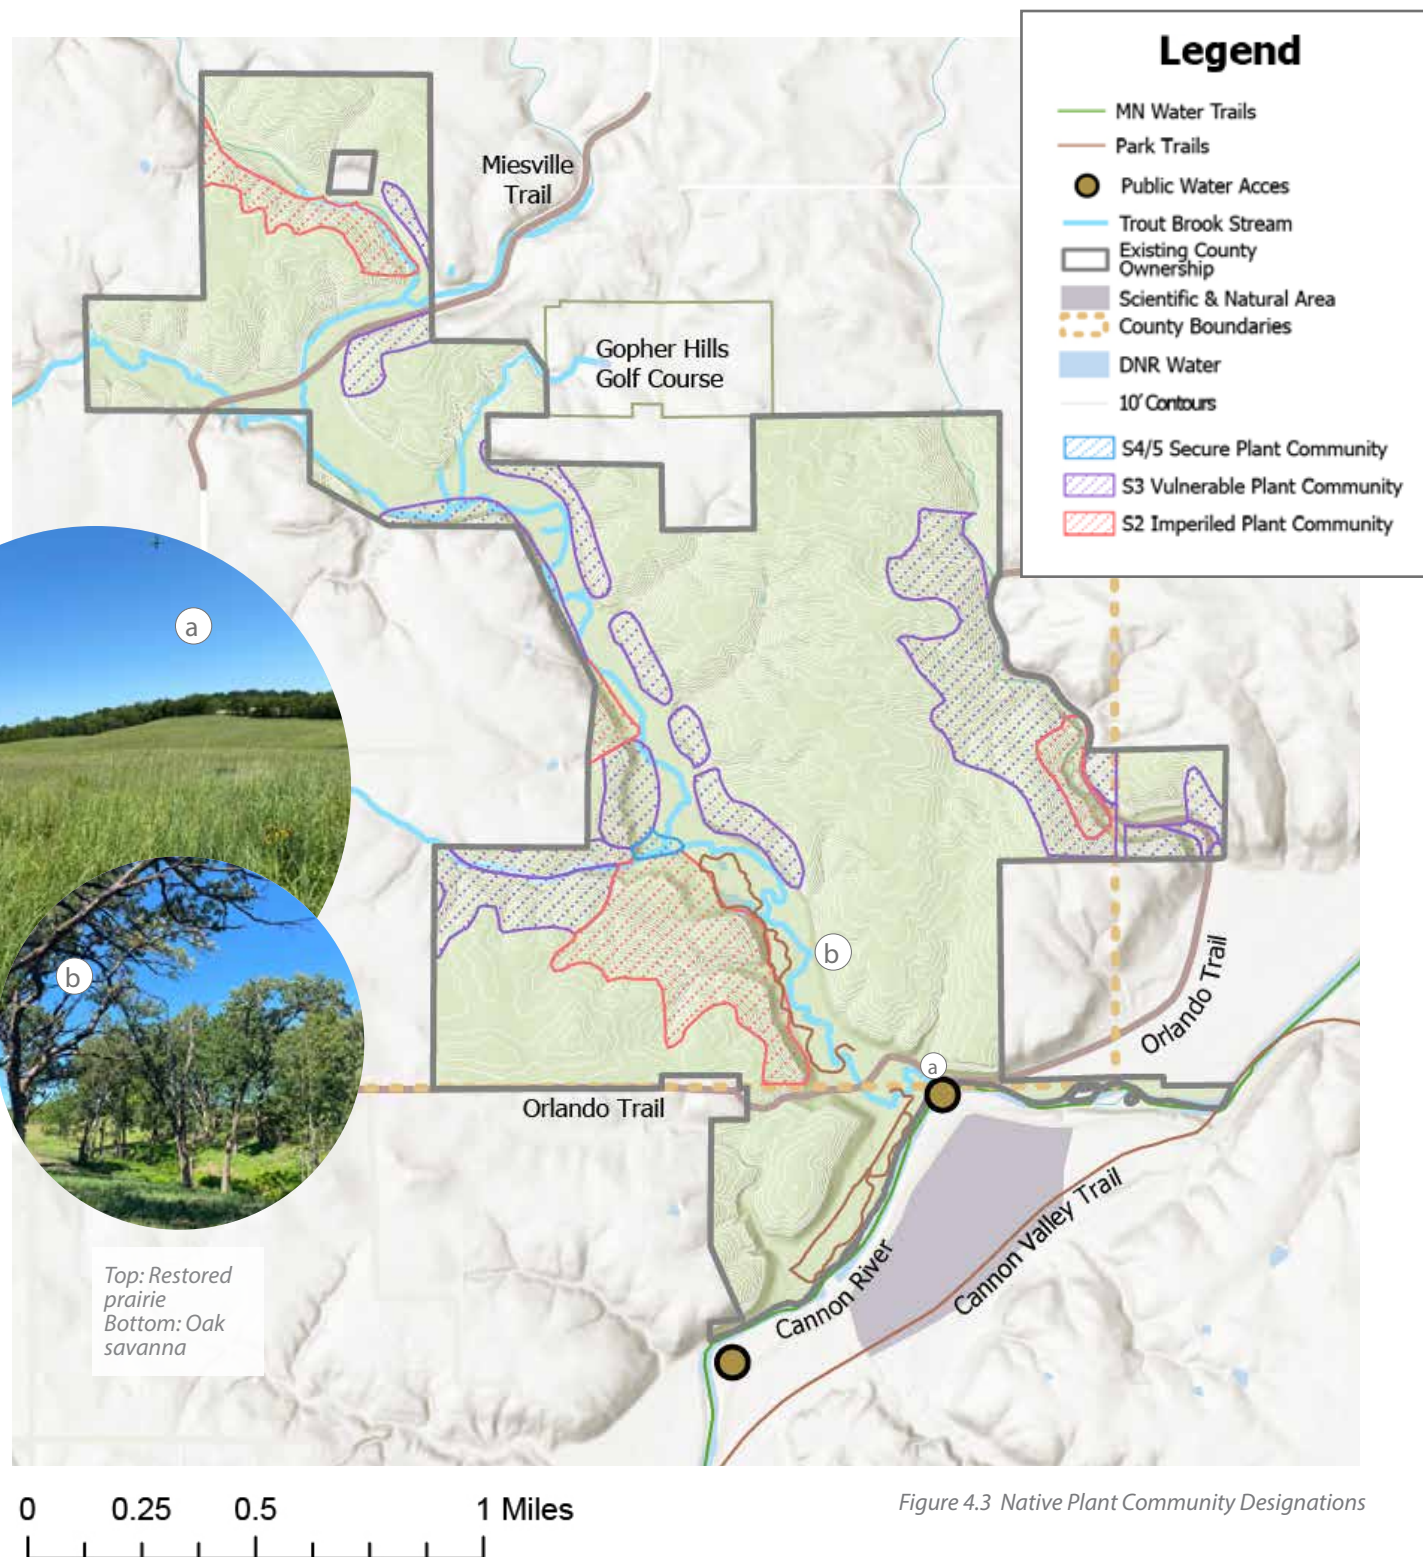 Legend
MN Water Trails
Park Trails
Public Water Acces
Trout Brook Stream
Existing County
Ownership
Scientific & Natural Area
County Boundaries
DNR Water
10' Contours
S4/5 Secure Plant Community
S3 Vulnerable Plant Community
S2 Imperiled Plant Community
Miesville
Trail
Gopher Hills
Golf Course
a
b
b
a
Orlando Trail
Orlando Trail
Cannon River
Cannon Valley Trail
Top: Restored
prairie
Bottom: Oak
savanna
0 0.25 0.5 1 Miles
Figure 4.3 Native Plant Community Designations